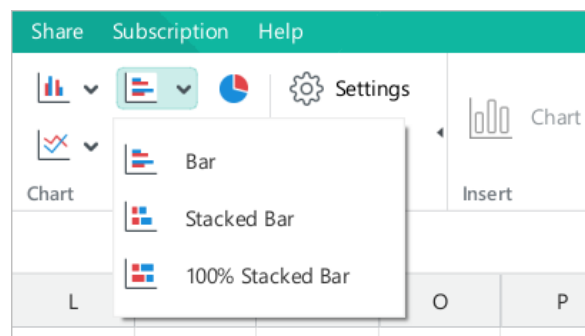 Share Subscription Help
Settings
Chart
Bar
Stacked Bar
100% Stacked Bar
Chart
Insert
L O P